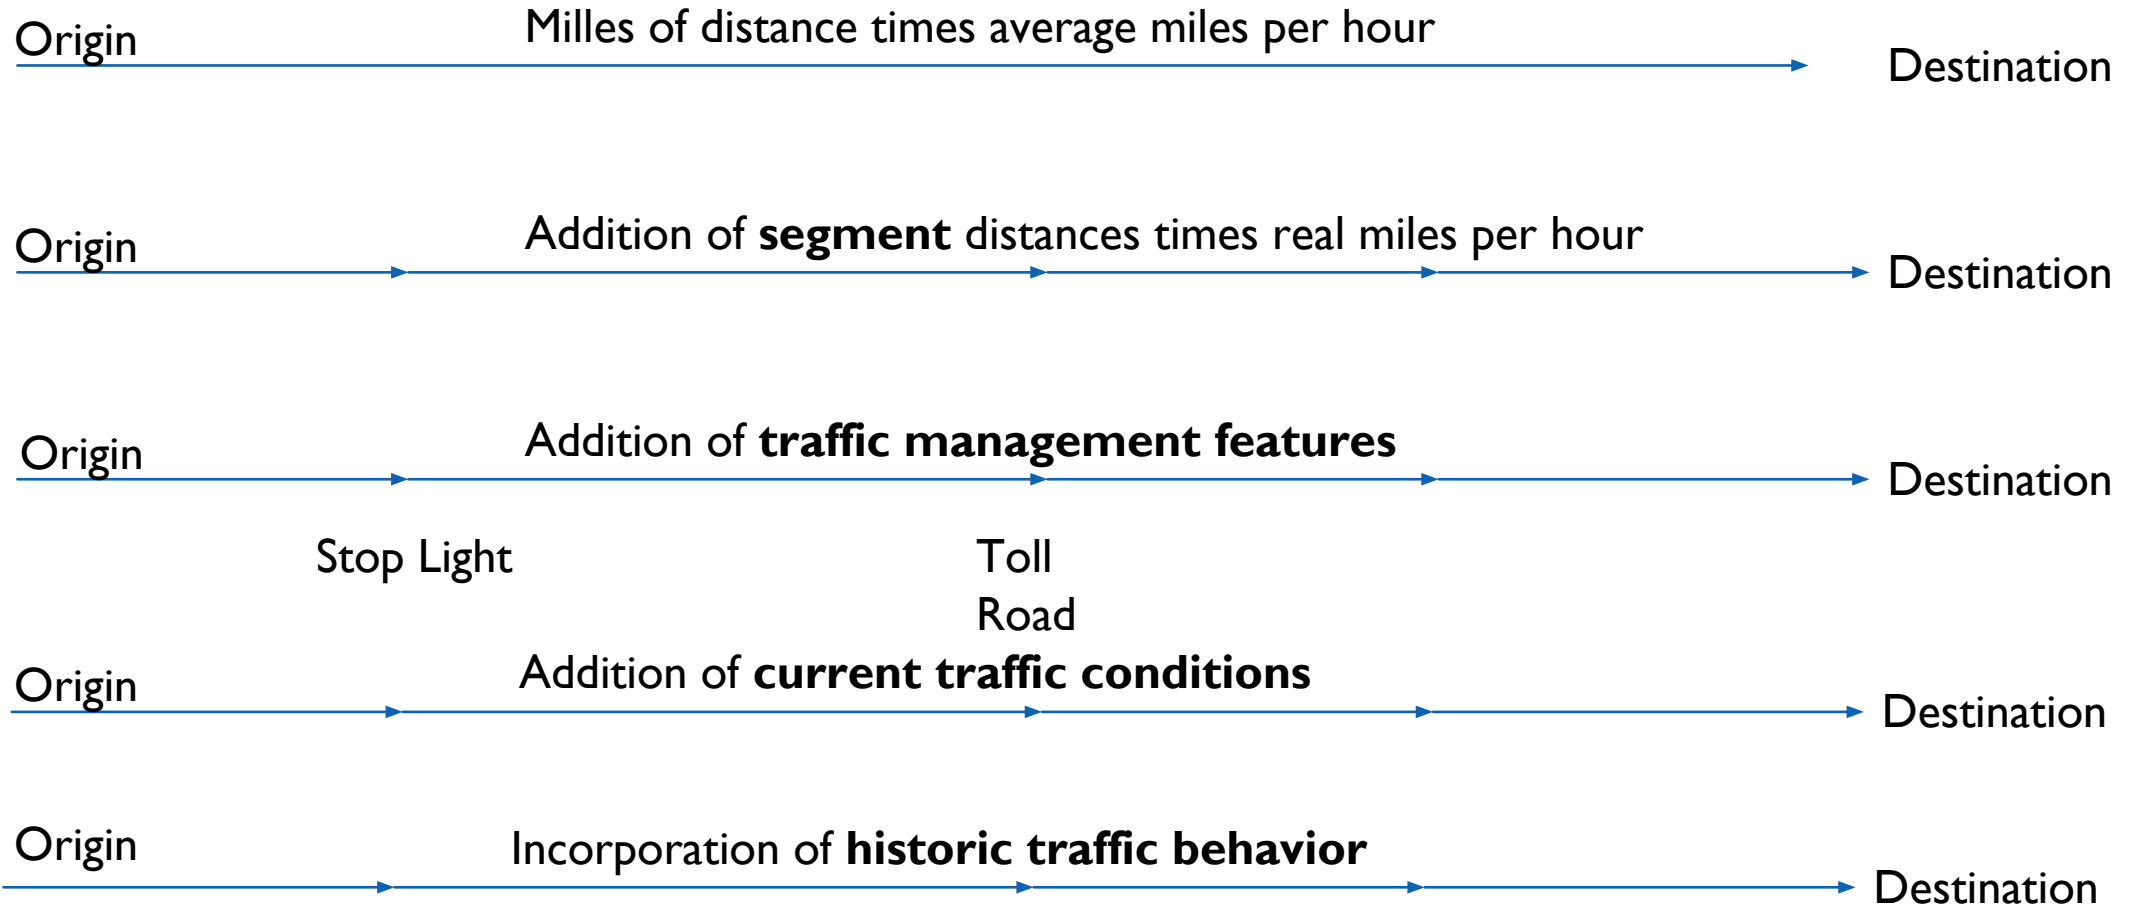 Origin
Milles of distance times average miles per hour
Destination
Origin
Addition of segment distances times real miles per hour
Destination
Origin
Addition of traffic management features
Destination
Stop Light
Toll
Road
Origin
Addition of current traffic conditions
Destination
Origin
Incorporation of historic traffic behavior
Destination